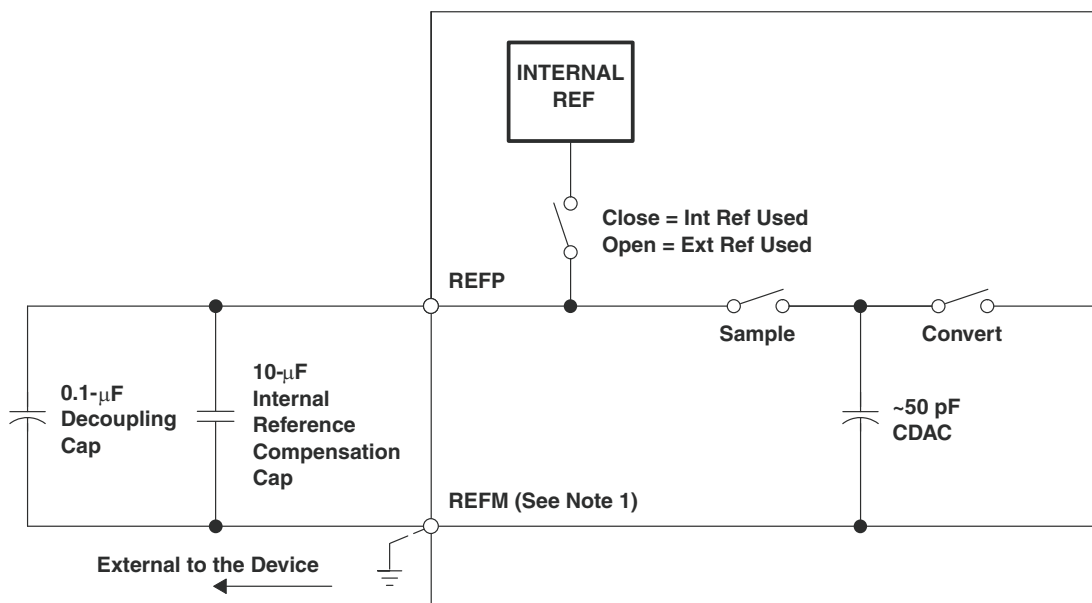 INTERNAL
REF
Close = Int Ref Used
Open = Ext Ref Used
REFP
Sample
Convert
0.1-μF
Decoupling
Cap
10-μF
Internal
Reference
Compensation
Cap
~50 pF
CDAC
REFM (See Note 1)
External to the Device